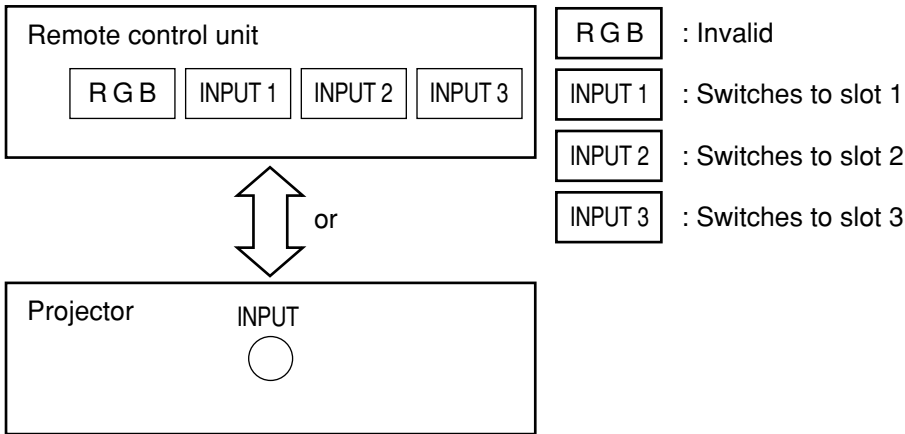 Remote control unit
R G B INPUT 1 INPUT 2 INPUT 3
or
Projector
INPUT
R G B : Invalid
INPUT 1 : Switches to slot 1
INPUT 2 : Switches to slot 2
INPUT 3 : Switches to slot 3